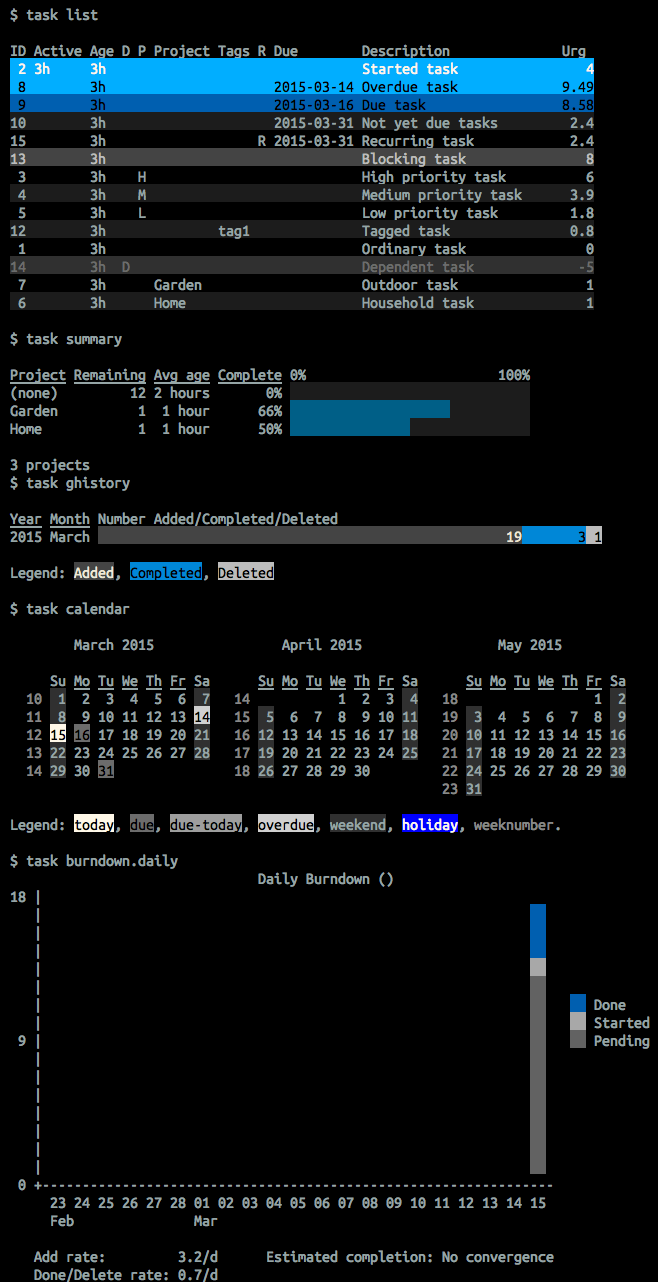 $ task list
ID Active Age D P Project Tags R Due        Description              Urg
 2 3h     3h                                Started task                4
 8        3h                     2015-03-14 Overdue task             9.49
 9        3h                     2015-03-16 Due task                 8.58
10        3h                     2015-03-31 Not yet due tasks         2.4
15        3h                   R 2015-03-31 Recurring task            2.4
13        3h                                Blocking task               8
 3        3h    H                           High priority task          6
 4        3h    M                           Medium priority task      3.9
 5        3h    L                           Low priority task         1.8
12        3h              tag1              Tagged task               0.8
 1        3h                                Ordinary task               0
14        3h  D                             Dependent task             -5
 7        3h      Garden                    Outdoor task                1
 6        3h      Home                      Household task              1
$ task summary
Project Remaining Avg age Complete 0%                        100%
(none)         12 2 hours       0%
Garden          1  1 hour      66%
Home            1  1 hour      50%
3 projects
$ task ghistory
Year Month Number Added/Completed/Deleted
2015 March                                                    19       3 1
Legend: Added, Completed, Deleted
$ task calendar
        March 2015                April 2015                 May 2015
     Su Mo Tu We Th Fr Sa      Su Mo Tu We Th Fr Sa      Su Mo Tu We Th Fr Sa
  10  1  2  3  4  5  6  7   14           1  2  3  4   18                 1  2
  11  8  9 10 11 12 13 14   15  5  6  7  8  9 10 11   19  3  4  5  6  7  8  9
  12 15 16 17 18 19 20 21   16 12 13 14 15 16 17 18   20 10 11 12 13 14 15 16
  13 22 23 24 25 26 27 28   17 19 20 21 22 23 24 25   21 17 18 19 20 21 22 23
  14 29 30 31               18 26 27 28 29 30         22 24 25 26 27 28 29 30
                                                      23 31
Legend: today, due, due-today, overdue, weekend, holiday, weeknumber.
$ task burndown.daily
                               Daily Burndown ()
18 |
Done
Started
9 |
Pending
0 +----------------------------------------------------------------
     23 24 25 26 27 28 01 02 03 04 05 06 07 08 09 10 11 12 13 14 15
     Feb               Mar
   Add rate:         3.2/d      Estimated completion: No convergence
   Done/Delete rate: 0.7/d